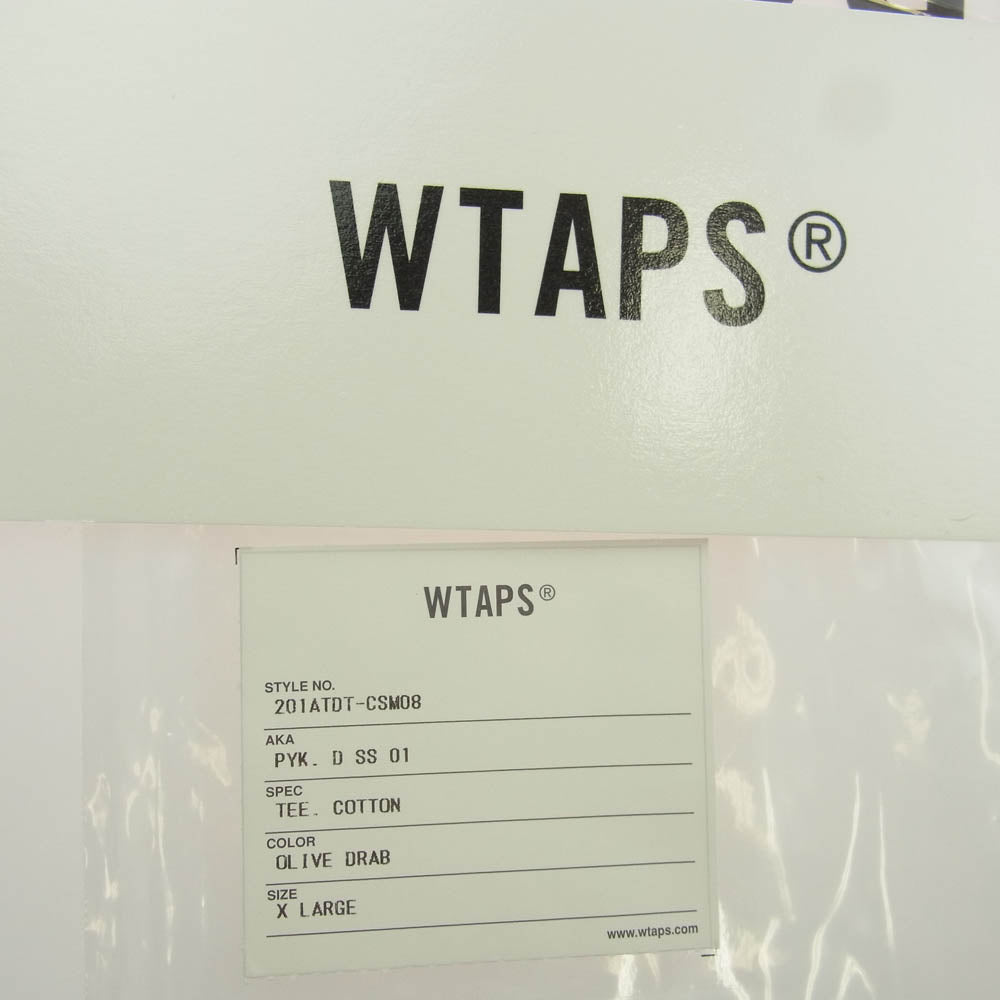 WTAPS®
WTAPS®
STYLE NO.
201ATDT-CSM08
AKA
PYK. D SS 01
SPEC
TEE. COTTON
COLOR
OLIVE DRAB
SIZE
X LARGE
www.wtaps.com